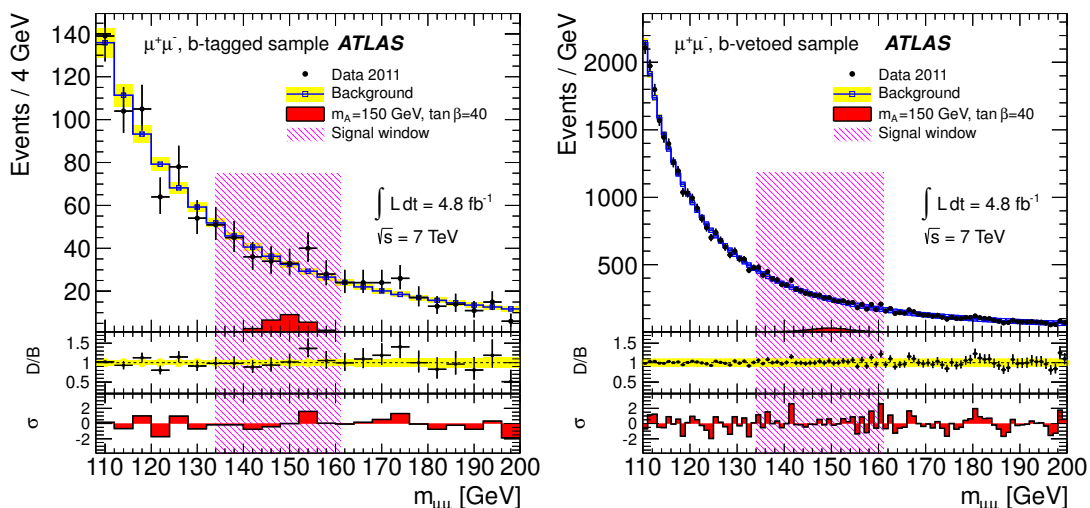 μ⁺μ⁻, b-tagged sample ATLAS
Data 2011
Background
m_A=150 GeV, tan β=40
Signal window
∫ L dt = 4.8 fb⁻¹
√s = 7 TeV
Events / 4 GeV
140
120
100
80
60
40
20
D/B
1.5
1
0.5
σ
2
0
-2
110 120 130 140 150 160 170 180 190 200
m_μμ [GeV]
μ⁺μ⁻, b-vetoed sample ATLAS
Data 2011
Background
m_A=150 GeV, tan β=40
Signal window
∫ L dt = 4.8 fb⁻¹
√s = 7 TeV
Events / GeV
2000
1500
1000
500
D/B
1.5
1
0.5
σ
2
0
-2
110 120 130 140 150 160 170 180 190 200
m_μμ [GeV]